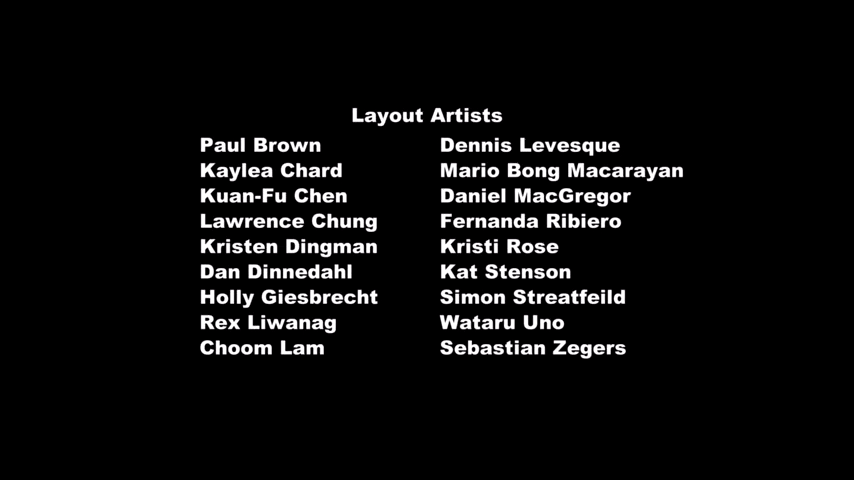 Layout Artists
Paul Brown Dennis Levesque
Kaylea Chard Mario Bong Macarayan
Kuan-Fu Chen Daniel MacGregor
Lawrence Chung Fernanda Ribiero
Kristen Dingman Kristi Rose
Dan Dinnedahl Kat Stenson
Holly Giesbrecht Simon Streatfeild
Rex Liwanag Wataru Uno
Choom Lam Sebastian Zegers